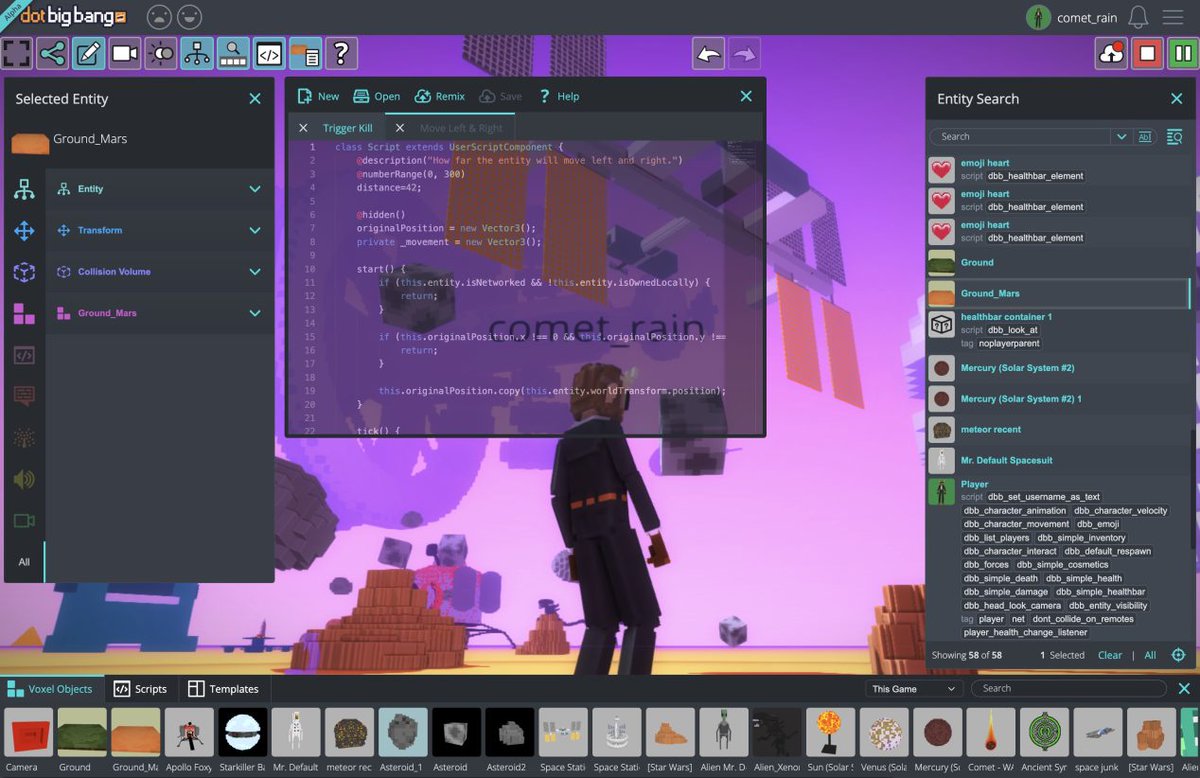 Alpha
dot big bang
comet_rain
Selected Entity
Ground_Mars
Entity
Transform
Collision Volume
Ground_Mars
All
New
Open
Remix
Save
? Help
Trigger Kill
Move Left & Right
1 class Script extends UserScriptComponent {
2 @description("How far the entity will move left and right.")
3 @numberRange(0, 300)
4 distance=42;
5
6 @hidden()
7 originalPosition = new Vector3();
8 private _movement = new Vector3();
9
10 start() {
11 if (this.entity.isNetworked && !this.entity.isOwnedLocally) {
12 return;
13 }
14
15 if (this.originalPosition.x !== 0 && this.originalPosition.y !==
16 return;
17 }
18
19 this.originalPosition.copy(this.entity.worldTransform.position);
20 }
21
22 tick() {
comet_rain
Entity Search
Search
Ab
emoji heart
script dbb_healthbar_element
emoji heart
script dbb_healthbar_element
emoji heart
script dbb_healthbar_element
Ground
Ground_Mars
healthbar container 1
script dbb_look_at
tag noplayerparent
Mercury (Solar System #2)
Mercury (Solar System #2) 1
meteor recent
Mr. Default Spacesuit
Player
script dbb_set_username_as_text
dbb_character_animation dbb_character_velocity
dbb_character_movement dbb_emoji
dbb_list_players dbb_simple_inventory
dbb_character_interact dbb_default_respawn
dbb_forces dbb_simple_cosmetics
dbb_simple_death dbb_simple_health
dbb_simple_damage dbb_simple_healthbar
dbb_head_look_camera dbb_entity_visibility
tag player net dont_collide_on_remotes
player_health_change_listener
Showing 58 of 58 1 Selected Clear | All
Voxel Objects
Scripts
Templates
This Game
Search
Camera
Ground
Ground_Ma
Apollo Foxy
Starkiller Ba
Mr. Default
meteor rec
Asteroid_1
Asteroid
Asteroid2
Space Stati
Space Stati
[Star Wars]
Alien Mr. D
Alien_Xenor
Sun (Solar S
Venus (Sola
Mercury (So
Comet - WA
Ancient Syr
space junk
[Star Wars]
Alie